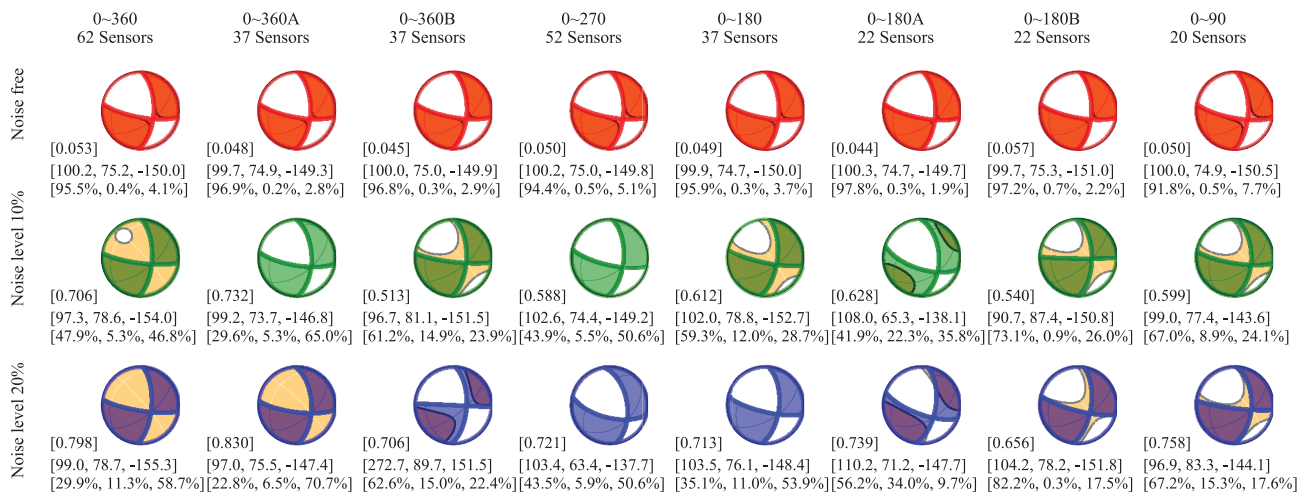 0~360 0~360A 0~360B 0~270 0~180 0~180A 0~180B 0~90
62 Sensors 37 Sensors 37 Sensors 52 Sensors 37 Sensors 22 Sensors 22 Sensors 20 Sensors
Noise free
[0.053] [0.048] [0.045] [0.050] [0.049] [0.044] [0.057] [0.050]
[100.2, 75.2, -150.0] [99.7, 74.9, -149.3] [100.0, 75.0, -149.9] [100.2, 75.0, -149.8] [99.9, 74.7, -150.0] [100.3, 74.7, -149.7] [99.7, 75.3, -151.0] [100.0, 74.9, -150.5]
[95.5%, 0.4%, 4.1%] [96.9%, 0.2%, 2.8%] [96.8%, 0.3%, 2.9%] [94.4%, 0.5%, 5.1%] [95.9%, 0.3%, 3.7%] [97.8%, 0.3%, 1.9%] [97.2%, 0.7%, 2.2%] [91.8%, 0.5%, 7.7%]
Noise level 10%
[0.706] [0.732] [0.513] [0.588] [0.612] [0.628] [0.540] [0.599]
[97.3, 78.6, -154.0] [99.2, 73.7, -146.8] [96.7, 81.1, -151.5] [102.6, 74.4, -149.2] [102.0, 78.8, -152.7] [108.0, 65.3, -138.1] [90.7, 87.4, -150.8] [99.0, 77.4, -143.6]
[47.9%, 5.3%, 46.8%] [29.6%, 5.3%, 65.0%] [61.2%, 14.9%, 23.9%] [43.9%, 5.5%, 50.6%] [59.3%, 12.0%, 28.7%] [41.9%, 22.3%, 35.8%] [73.1%, 0.9%, 26.0%] [67.0%, 8.9%, 24.1%]
Noise level 20%
[0.798] [0.830] [0.706] [0.721] [0.713] [0.739] [0.656] [0.758]
[99.0, 78.7, -155.3] [97.0, 75.5, -147.4] [272.7, 89.7, 151.5] [103.4, 63.4, -137.7] [103.5, 76.1, -148.4] [110.2, 71.2, -147.7] [104.2, 78.2, -151.8] [96.9, 83.3, -144.1]
[29.9%, 11.3%, 58.7%] [22.8%, 6.5%, 70.7%] [62.6%, 15.0%, 22.4%] [43.5%, 5.9%, 50.6%] [35.1%, 11.0%, 53.9%] [56.2%, 34.0%, 9.7%] [82.2%, 0.3%, 17.5%] [67.2%, 15.3%, 17.6%]